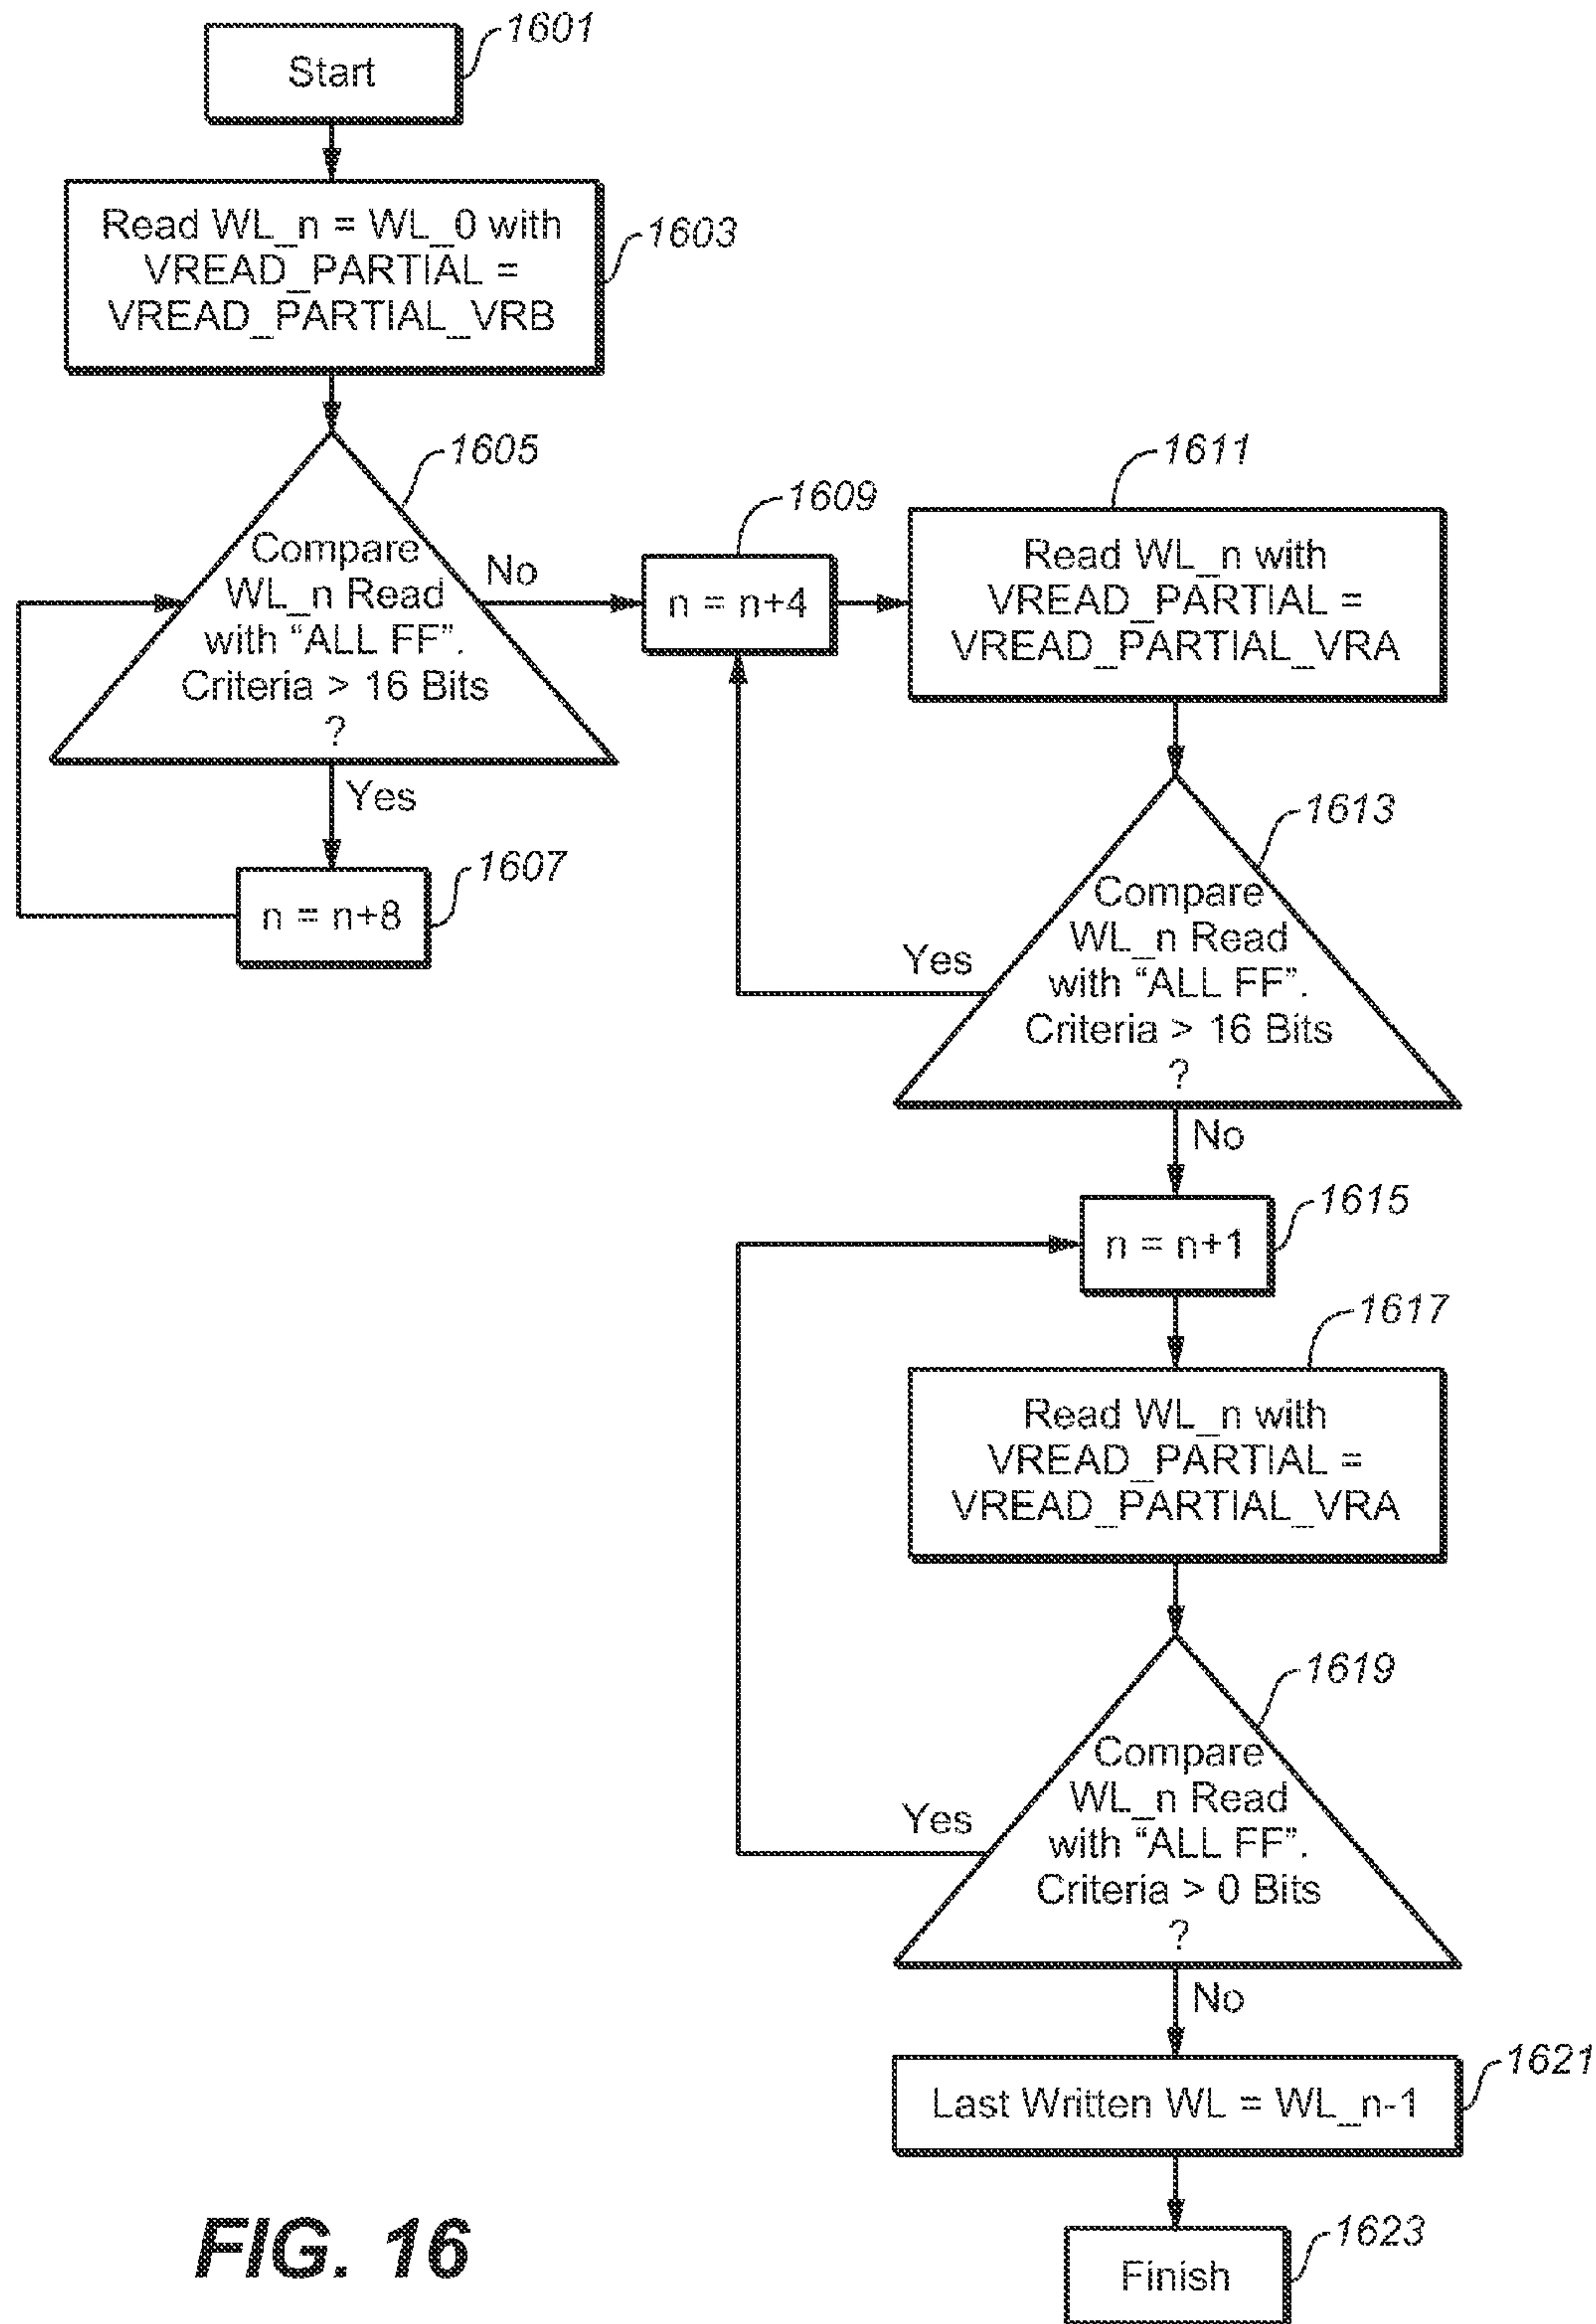 Start
1601
Read WL_n = WL_0 with
VREAD_PARTIAL =
VREAD_PARTIAL_VRB
1603
1605
Compare
WL_n Read
with “ALL FF”.
Criteria > 16 Bits
?
No
Yes
n = n+8
1607
1609
n = n+4
1611
Read WL_n with
VREAD_PARTIAL =
VREAD_PARTIAL_VRA
1613
Compare
WL_n Read
with “ALL FF”.
Criteria > 16 Bits
?
Yes
No
n = n+1
1615
1617
Read WL_n with
VREAD_PARTIAL =
VREAD_PARTIAL_VRA
1619
Compare
WL_n Read
with “ALL FF”.
Criteria > 0 Bits
?
Yes
No
Last Written WL = WL_n-1
1621
Finish
1623
FIG. 16